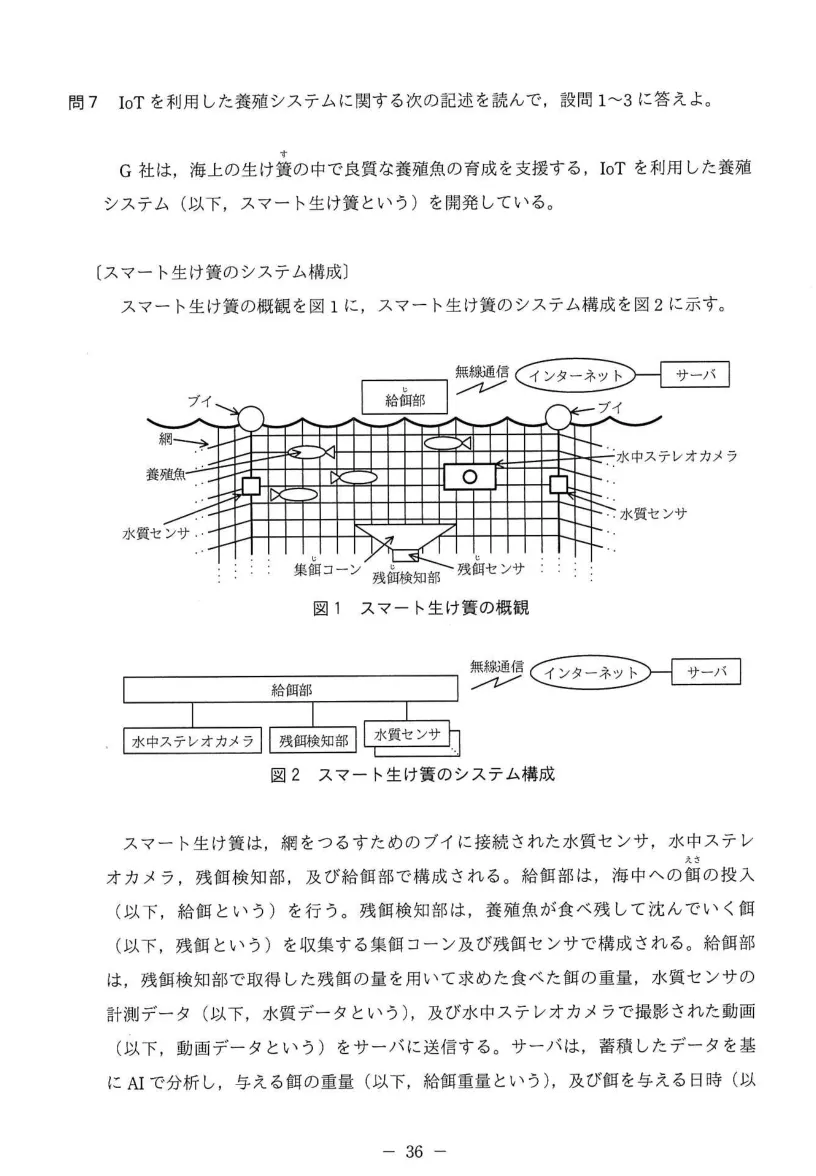 問7 IoT を利用した養殖システムに関する次の記述を読んで，設問 1〜3 に答えよ。
す
G 社は，海上の生け簀の中で良質な養殖魚の育成を支援する，IoT を利用した養殖
システム（以下，スマート生け簀という）を開発している。
〔スマート生け簀のシステム構成〕
スマート生け簀の概観を図 1 に，スマート生け簀のシステム構成を図 2 に示す。
無線通信
インターネット
サーバ
じ
給餌部
ブイ
ブイ
網
養殖魚
水中ステレオカメラ
水質センサ
水質センサ
じ
集餌コーン
じ
残餌検知部
じ
残餌センサ
図 1 スマート生け簀の概観
無線通信
インターネット
サーバ
給餌部
水中ステレオカメラ
残餌検知部
水質センサ
図 2 スマート生け簀のシステム構成
スマート生け簀は，網をつるすためのブイに接続された水質センサ，水中ステレ
えさ
オカメラ，残餌検知部，及び給餌部で構成される。給餌部は，海中への餌の投入
（以下，給餌という）を行う。残餌検知部は，養殖魚が食べ残して沈んでいく餌
（以下，残餌という）を収集する集餌コーン及び残餌センサで構成される。給餌部
は，残餌検知部で取得した残餌の量を用いて求めた食べた餌の重量，水質センサの
計測データ（以下，水質データという），及び水中ステレオカメラで撮影された動画
（以下，動画データという）をサーバに送信する。サーバは，蓄積したデータを基
に AI で分析し，与える餌の重量（以下，給餌重量という），及び餌を与える日時（以
－ 36 －